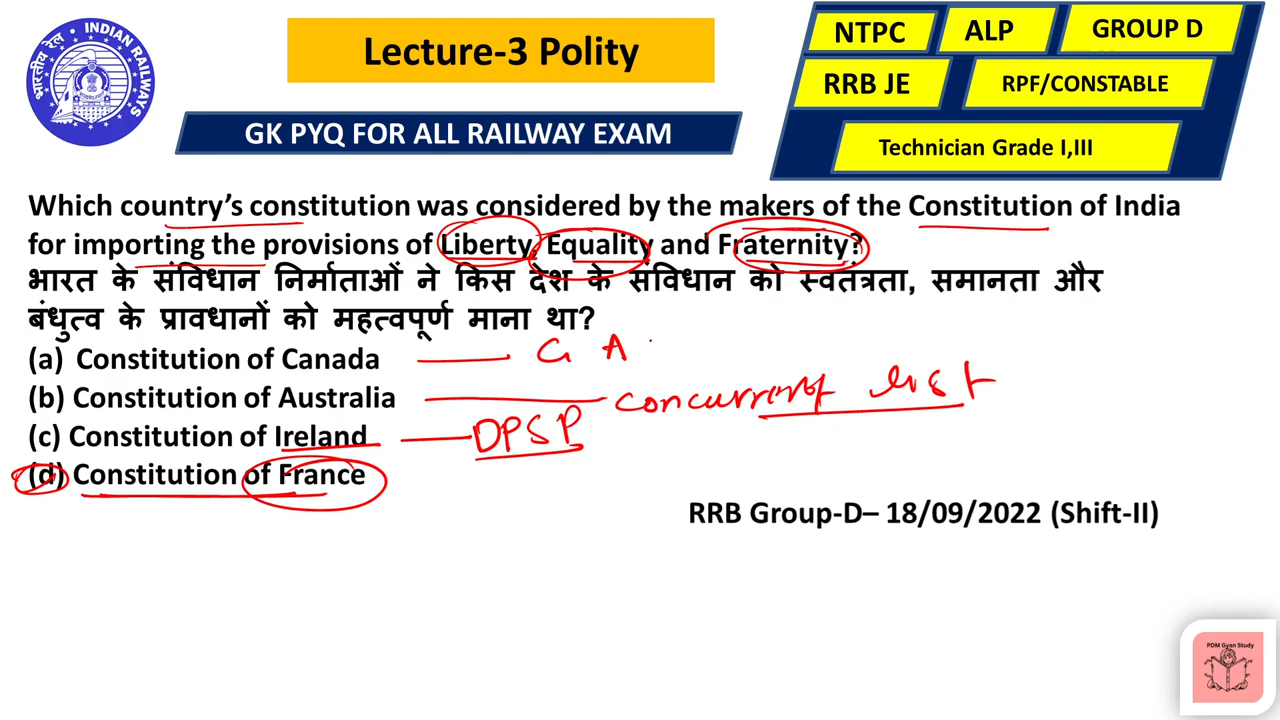 भारतीय रेल INDIAN RAILWAYS
Lecture-3 Polity
GK PYQ FOR ALL RAILWAY EXAM
NTPC
ALP
GROUP D
RRB JE
RPF/CONSTABLE
Technician Grade I,III
Which country's constitution was considered by the makers of the Constitution of India
for importing the provisions of Liberty, Equality and Fraternity?
भारत के संविधान निर्माताओं ने किस देश के संविधान को स्वतंत्रता, समानता और
बंधुत्व के प्रावधानों को महत्वपूर्ण माना था?
(a) Constitution of Canada G A
(b) Constitution of Australia concurrent list
(c) Constitution of Ireland DPSP
(d) Constitution of France
RRB Group-D– 18/09/2022 (Shift-II)
PDM Gyan Study